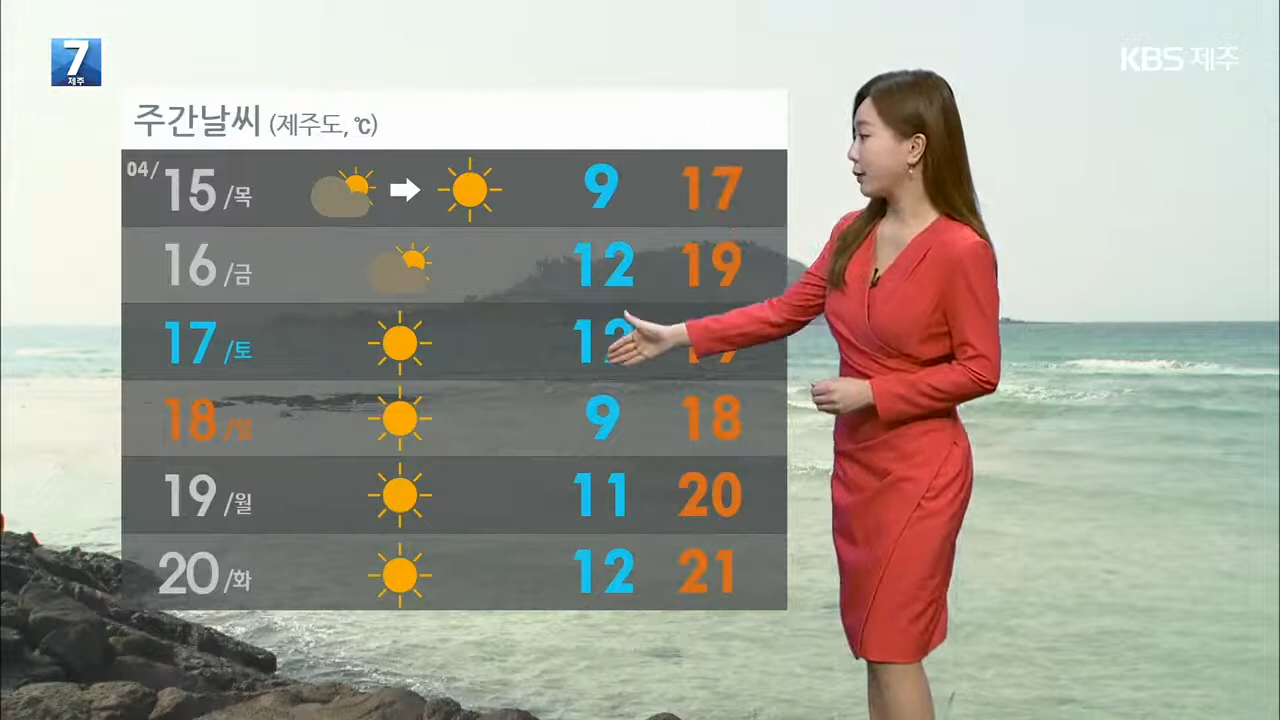 7
제주
KBS 제주
주간날씨 (제주도, ℃)
04/15/목 9 17
16/금 12 19
17/토
18/일 9 18
19/월 11 20
20/화 12 21